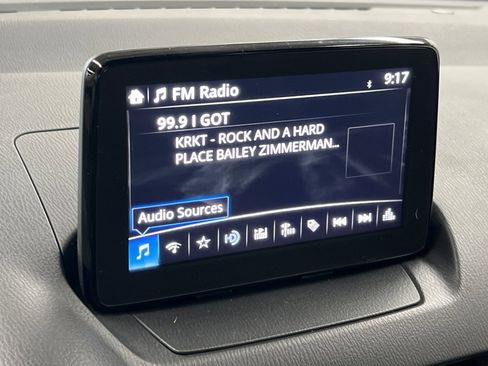 FM Radio
9:17
99.9 I GOT
KRKT - ROCK AND A HARD
PLACE BAILEY ZIMMERMAN..
Audio Sources